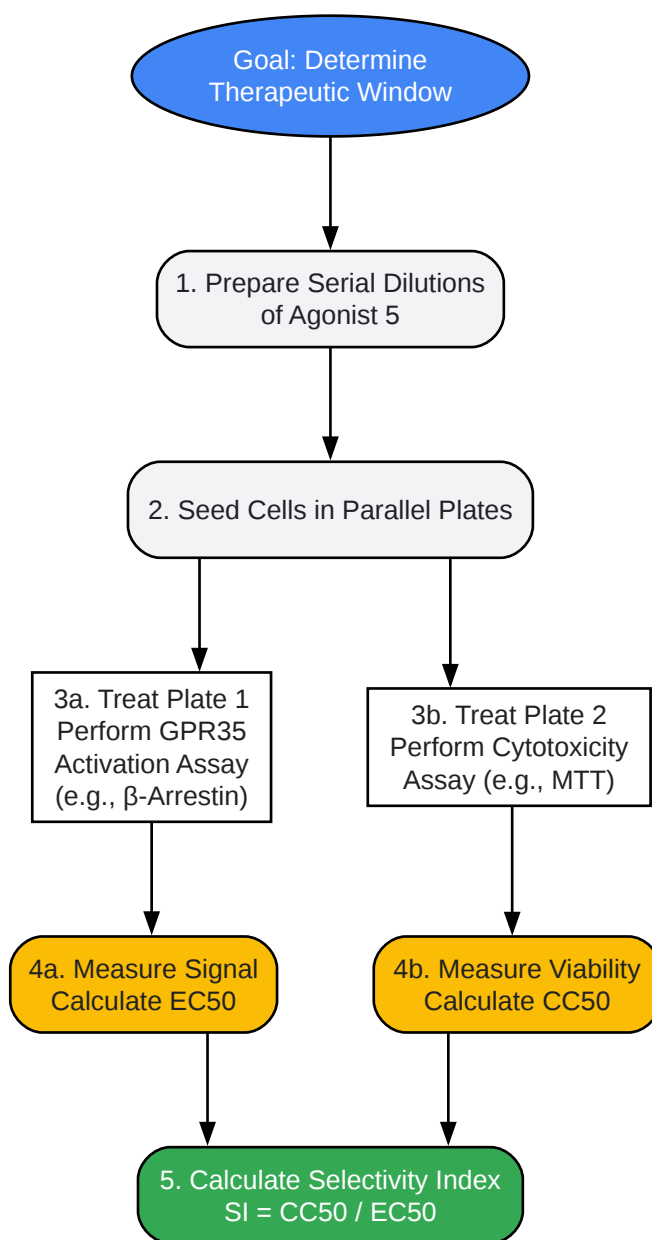 Goal: Determine
Therapeutic Window
1. Prepare Serial Dilutions
of Agonist 5
2. Seed Cells in Parallel Plates
3a. Treat Plate 1
Perform GPR35
Activation Assay
(e.g., β-Arrestin)
3b. Treat Plate 2
Perform Cytotoxicity
Assay (e.g., MTT)
4a. Measure Signal
Calculate EC50
4b. Measure Viability
Calculate CC50
5. Calculate Selectivity Index
SI = CC50 / EC50